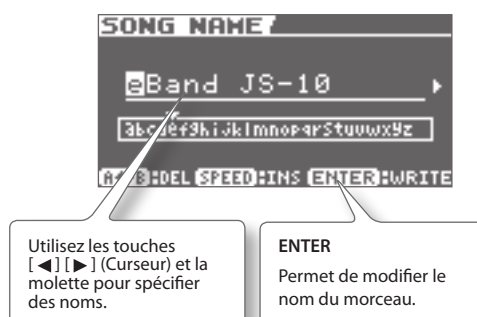 SONG NAME
eBand JS-10
abcdefghijklmnopqrstuvwxyz
:DEL SPEED:INS ENTER:WRITE
Utilisez les touches
[◀] [▶] (Curseur) et la
molette pour spécifier
des noms.
ENTER
Permet de modifier le
nom du morceau.